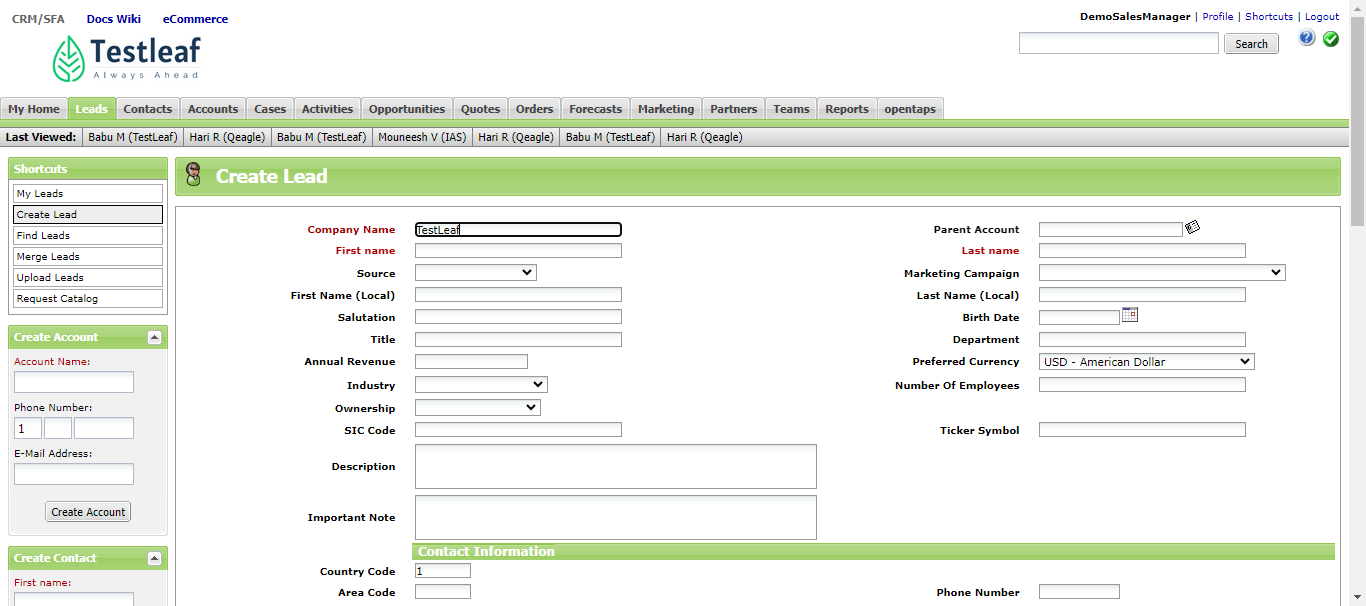 CRM/SFA Docs Wiki eCommerce
DemoSalesManager | Profile | Shortcuts | Logout
Testleaf
Always Ahead
Search
My Home Leads Contacts Accounts Cases Activities Opportunities Quotes Orders Forecasts Marketing Partners Teams Reports opentaps
Last Viewed: Babu M (TestLeaf) Hari R (Qeagle) Babu M (TestLeaf) Mouneesh V (IAS) Hari R (Qeagle) Babu M (TestLeaf) Hari R (Qeagle)
Shortcuts
My Leads
Create Lead
Find Leads
Merge Leads
Upload Leads
Request Catalog
Create Account
Account Name:
Phone Number:
1
E-Mail Address:
Create Account
Create Contact
First name:
Create Lead
Company Name TestLeaf Parent Account
First name Last name
Source Marketing Campaign
First Name (Local) Last Name (Local)
Salutation Birth Date
Title Department
Annual Revenue Preferred Currency USD - American Dollar
Industry Number Of Employees
Ownership
SIC Code Ticker Symbol
Description
Important Note
Contact Information
Country Code 1
Area Code Phone Number